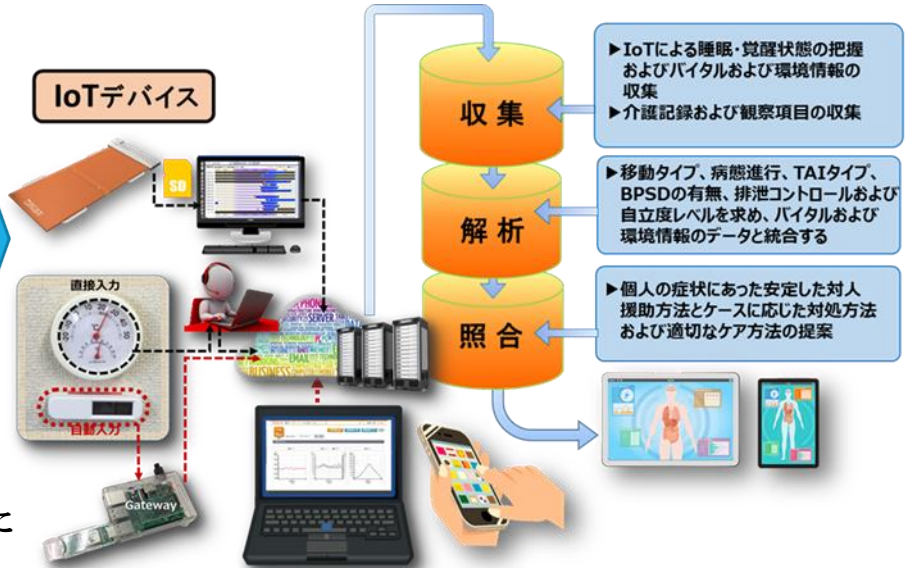 IoTデバイス
SD
直接入力
自動入力
Gateway
PHONE
SERVER
EMAIL
BUSINESS
収集
解析
照合
▶IoTによる睡眠・覚醒状態の把握
およびバイタルおよび環境情報の
収集
▶介護記録および観察項目の収集
▶移動タイプ、病態進行、TAIタイプ、
BPSDの有無、排泄コントロールおよび
自立度レベルを求め、バイタルおよび
環境情報のデータと統合する
▶個人の症状にあった安定した対人
援助方法とケースに応じた対処方法
および適切なケア方法の提案
に